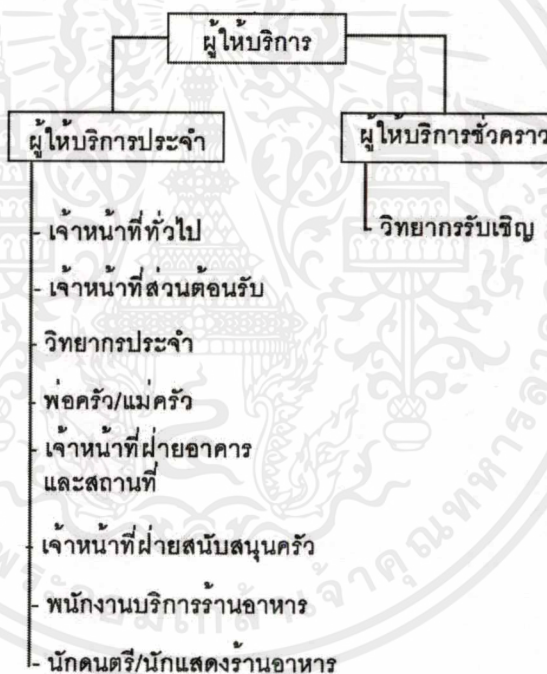 ผู้ให้บริการ
ผู้ให้บริการประจำ
ผู้ให้บริการชั่วคราว
- เจ้าหน้าที่ทั่วไป
- เจ้าหน้าที่ส่วนต้อนรับ
- วิทยากรประจำ
- พ่อครัว/แม่ครัว
- เจ้าหน้าที่ฝ่ายอาคาร
และสถานที่
- เจ้าหน้าที่ฝ่ายสนับสนุนครัว
- พนักงานบริการร้านอาหาร
- นักดนตรี/นักแสดงร้านอาหาร
- วิทยากรรับเชิญ